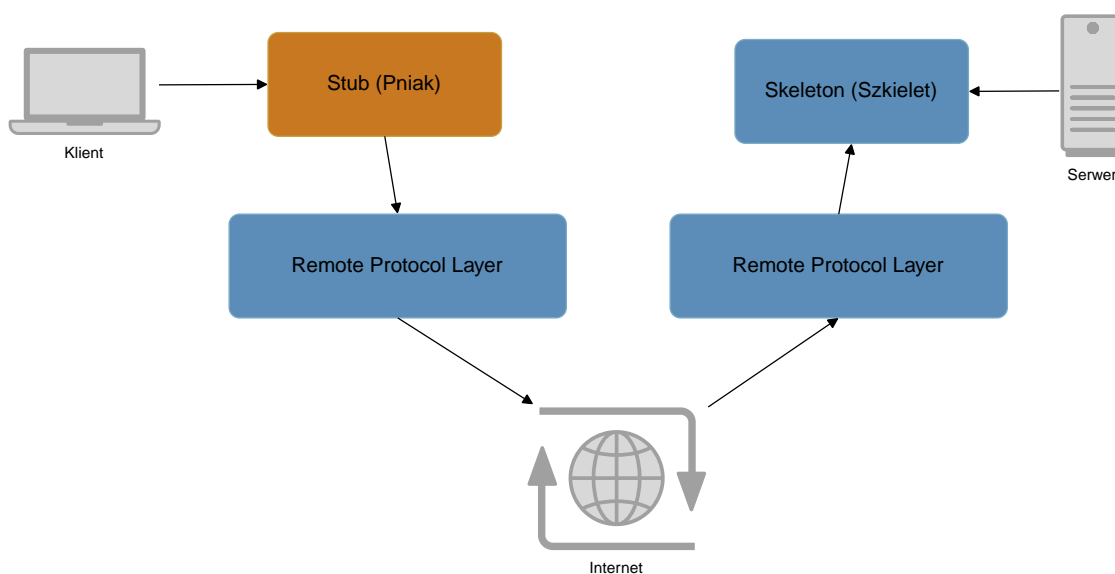 Stub (Pniak)
Skeleton (Szkielet)
Klient
Serwer
Remote Protocol Layer
Remote Protocol Layer
Internet